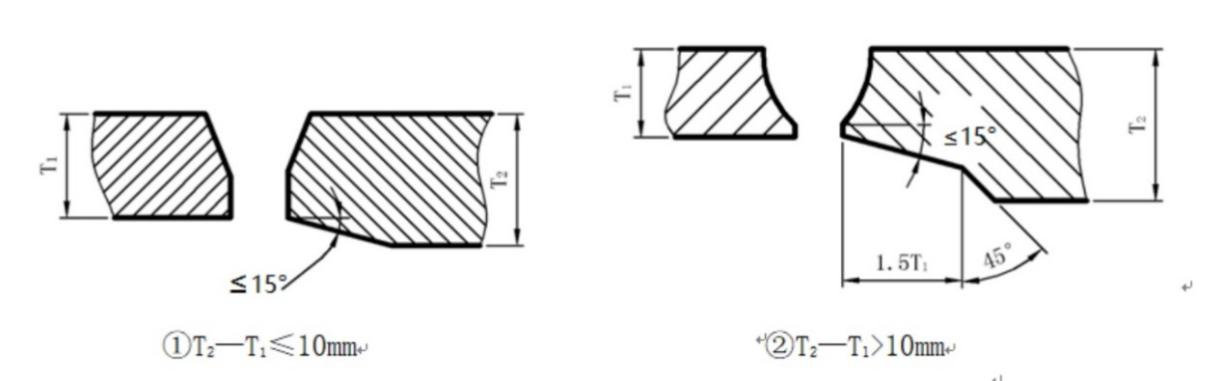 T₁
T₂
≤15°
①T₂—T₁≤10mm
T₁
≤15°
T₂
1.5T₁
45°
②T₂—T₁>10mm